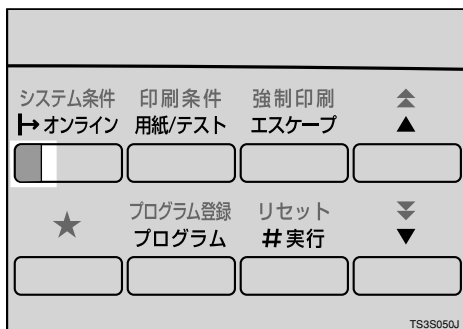 システム条件 印刷条件 強制印刷
オンライン 用紙/テスト エスケープ
プログラム登録 リセット
プログラム #実行
TS3S050J